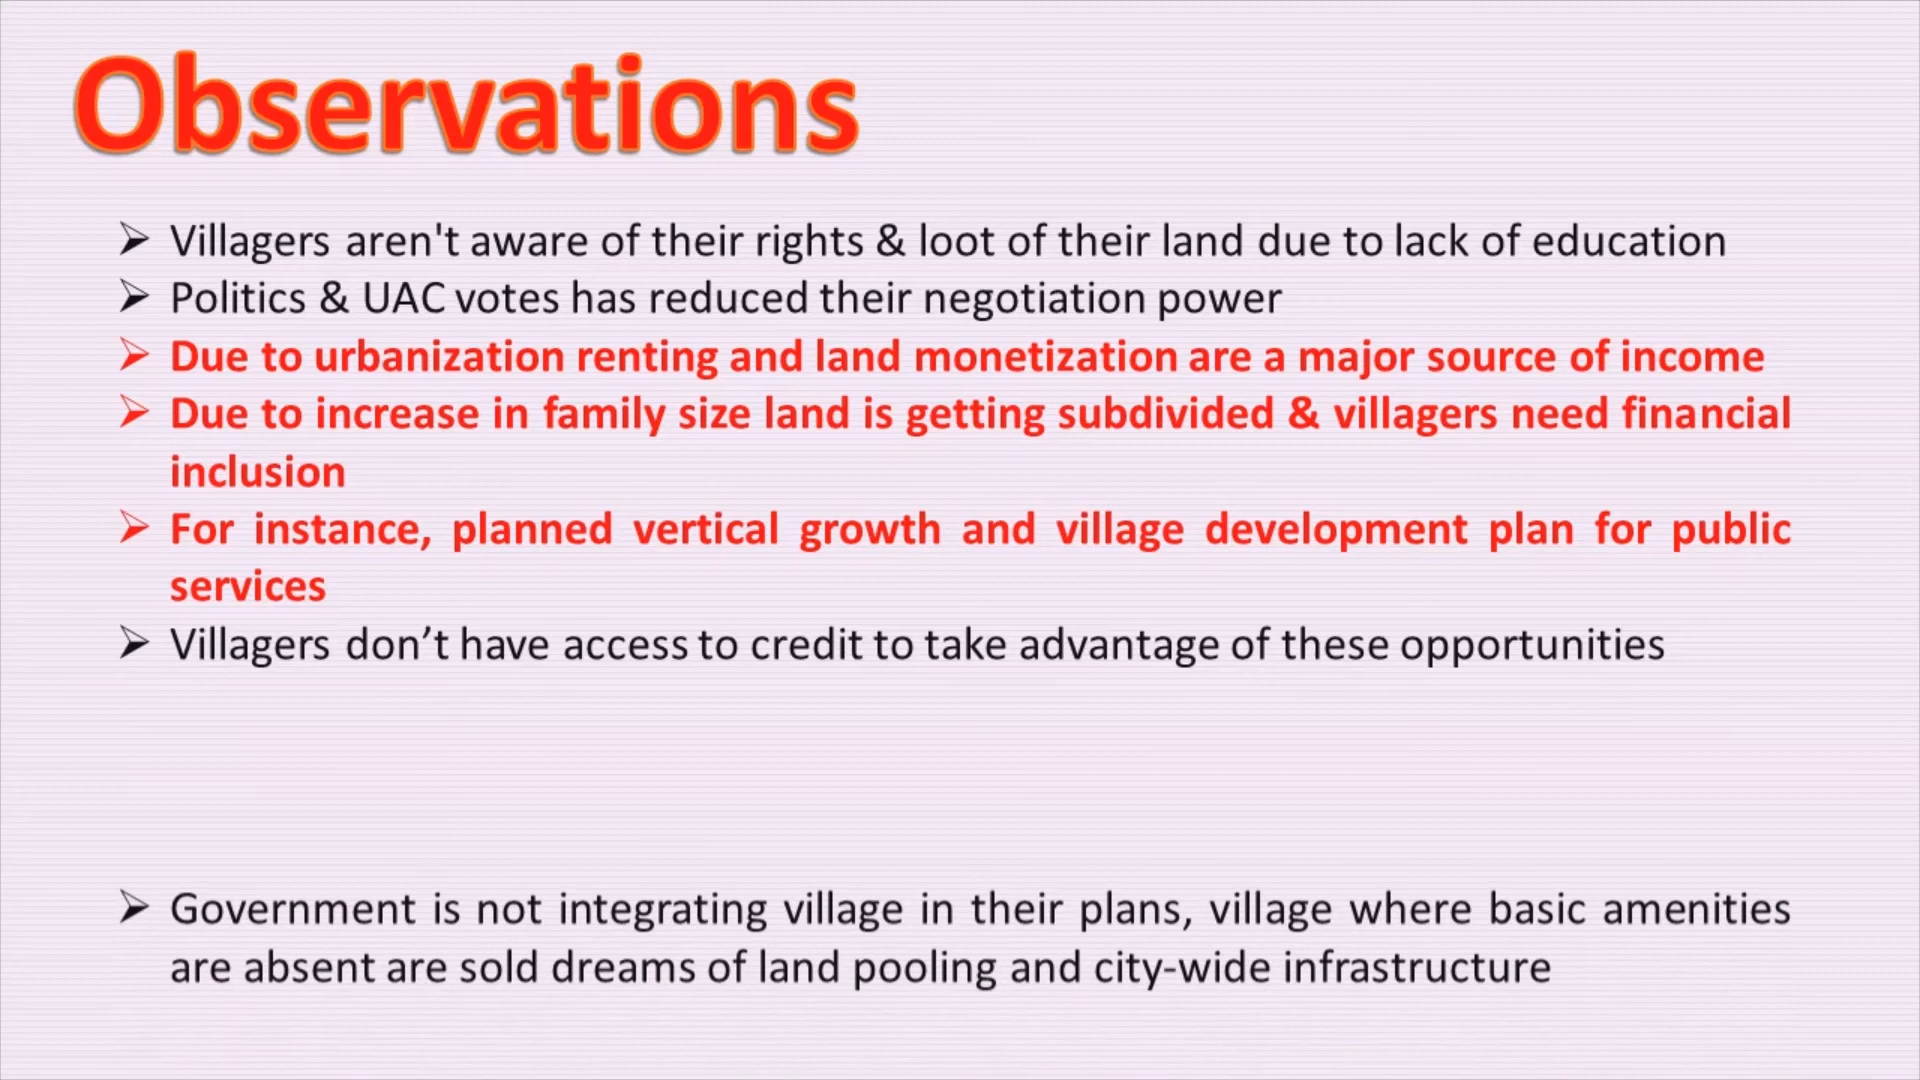 Observations
➢ Villagers aren't aware of their rights & loot of their land due to lack of education
➢ Politics & UAC votes has reduced their negotiation power
➢ Due to urbanization renting and land monetization are a major source of income
➢ Due to increase in family size land is getting subdivided & villagers need financial
inclusion
➢ For instance, planned vertical growth and village development plan for public
services
➢ Villagers don’t have access to credit to take advantage of these opportunities
➢ Government is not integrating village in their plans, village where basic amenities
are absent are sold dreams of land pooling and city-wide infrastructure